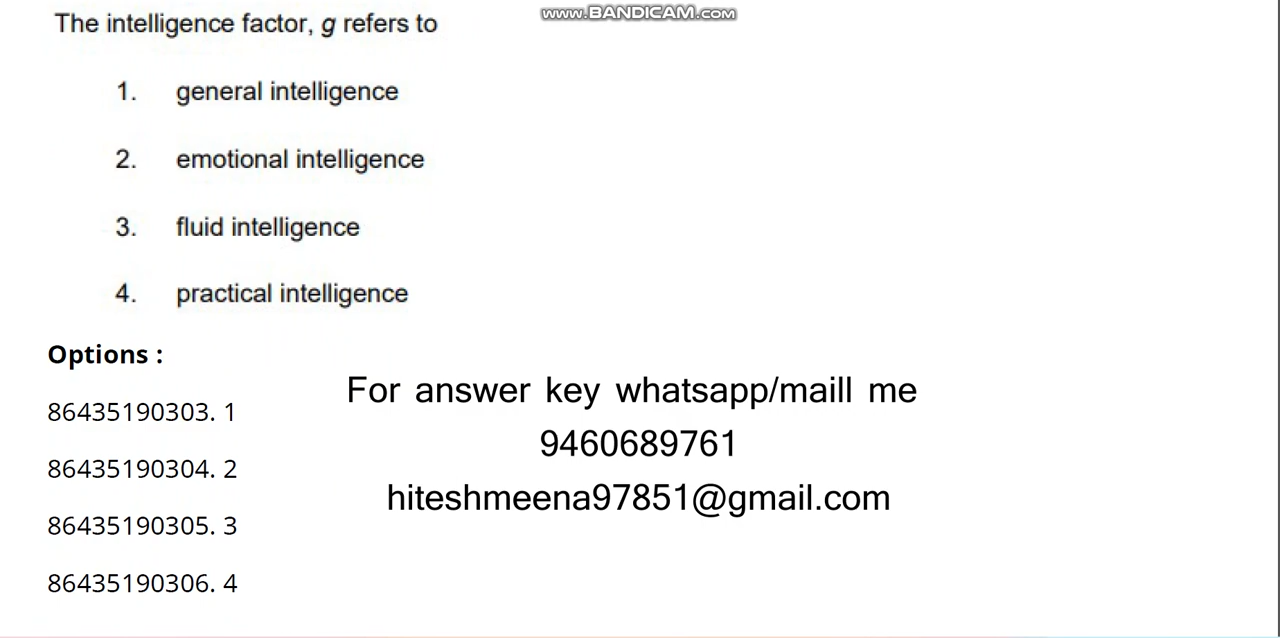 www.BANDICAM.com
The intelligence factor, g refers to
1. general intelligence
2. emotional intelligence
3. fluid intelligence
4. practical intelligence
Options :
86435190303. 1
86435190304. 2
86435190305. 3
86435190306. 4
For answer key whatsapp/maill me
9460689761
hiteshmeena97851@gmail.com